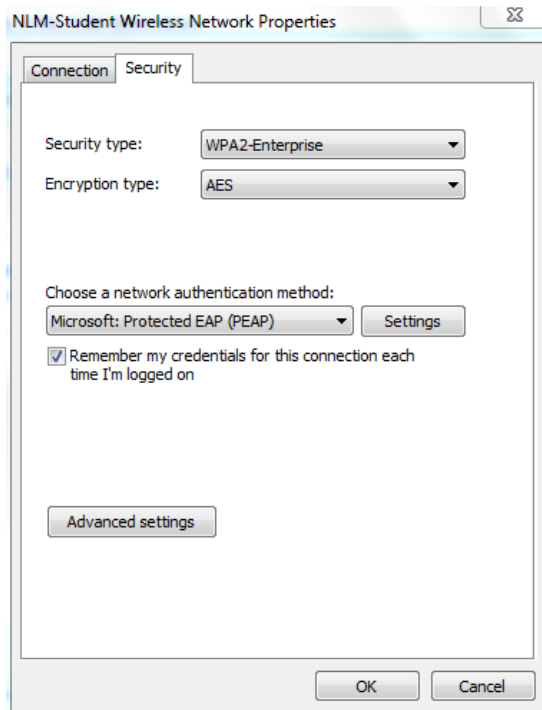 NLM-Student Wireless Network Properties
Connection Security
Security type: WPA2-Enterprise
Encryption type: AES
Choose a network authentication method:
Microsoft: Protected EAP (PEAP) Settings
Remember my credentials for this connection each
time I'm logged on
Advanced settings
OK Cancel